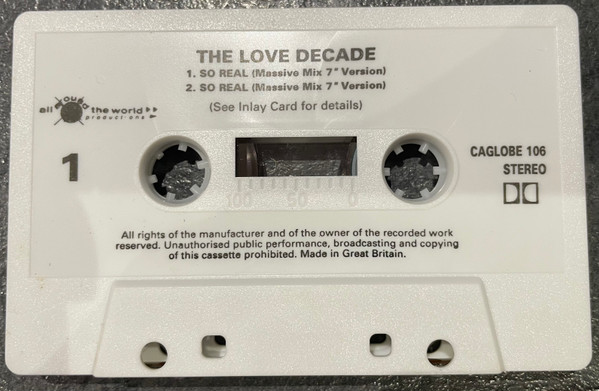 THE LOVE DECADE
1. SO REAL (Massive Mix 7" Version)
2. SO REAL (Massive Mix 7" Version)
(See Inlay Card for details)
all around the world
productions
1
CAGLOBE 106
STEREO
100 50 0
All rights of the manufacturer and of the owner of the recorded work
reserved. Unauthorised public performance, broadcasting and copying
of this cassette prohibited. Made in Great Britain.